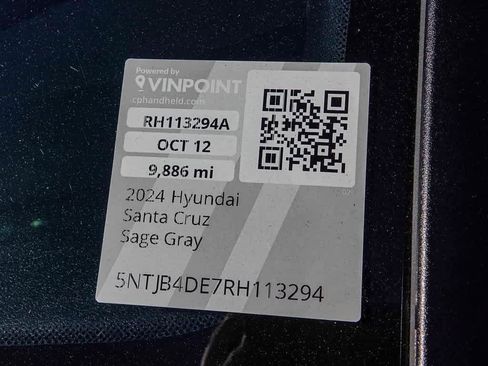 Powered by
VINPOINT
cphandheld.com
RH113294A
OCT 12
9,886 mi
2024 Hyundai
Santa Cruz
Sage Gray
5NTJB4DE7RH113294